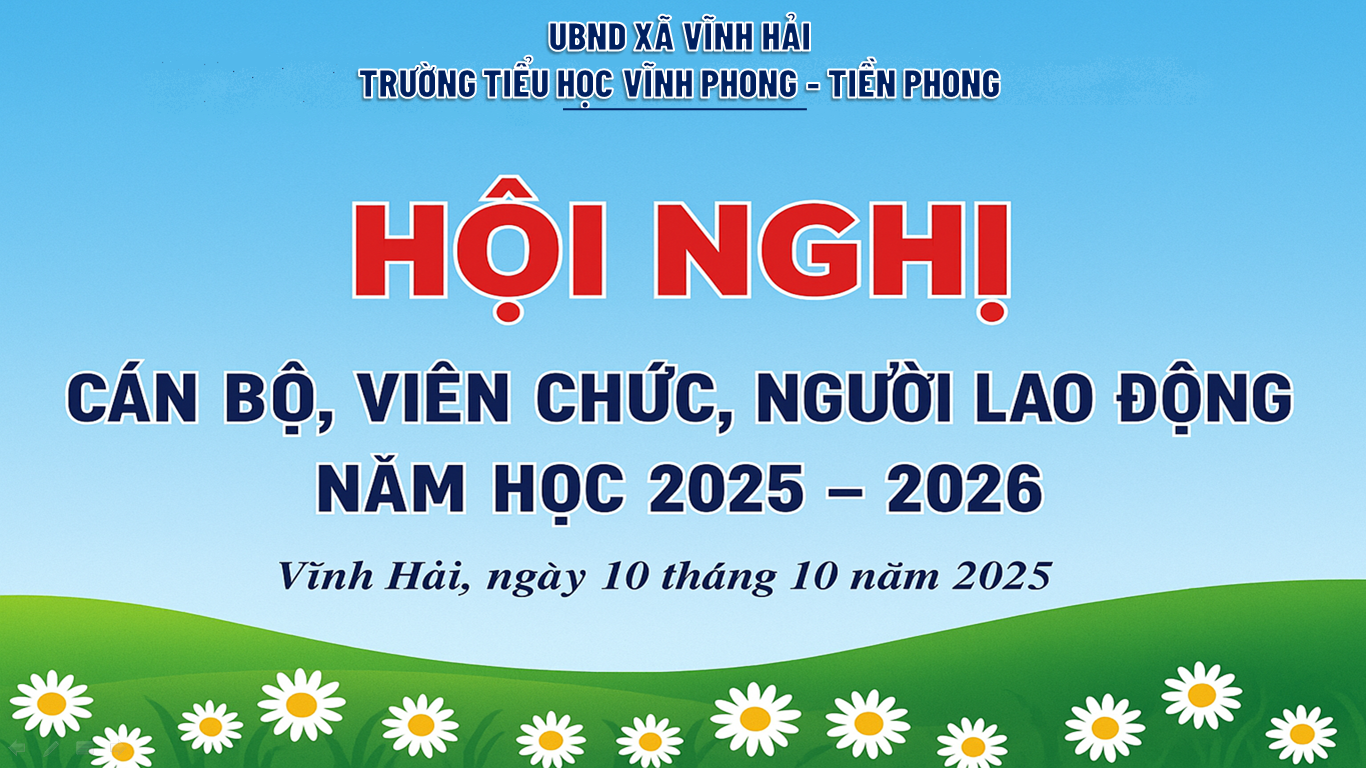 UBND XÃ VĨNH HẢI
TRƯỜNG TIỂU HỌC VĨNH PHONG - TIỀN PHONG
HỘI NGHỊ
CÁN BỘ, VIÊN CHỨC, NGƯỜI LAO ĐỘNG
NĂM HỌC 2025 – 2026
Vĩnh Hải, ngày 10 tháng 10 năm 2025